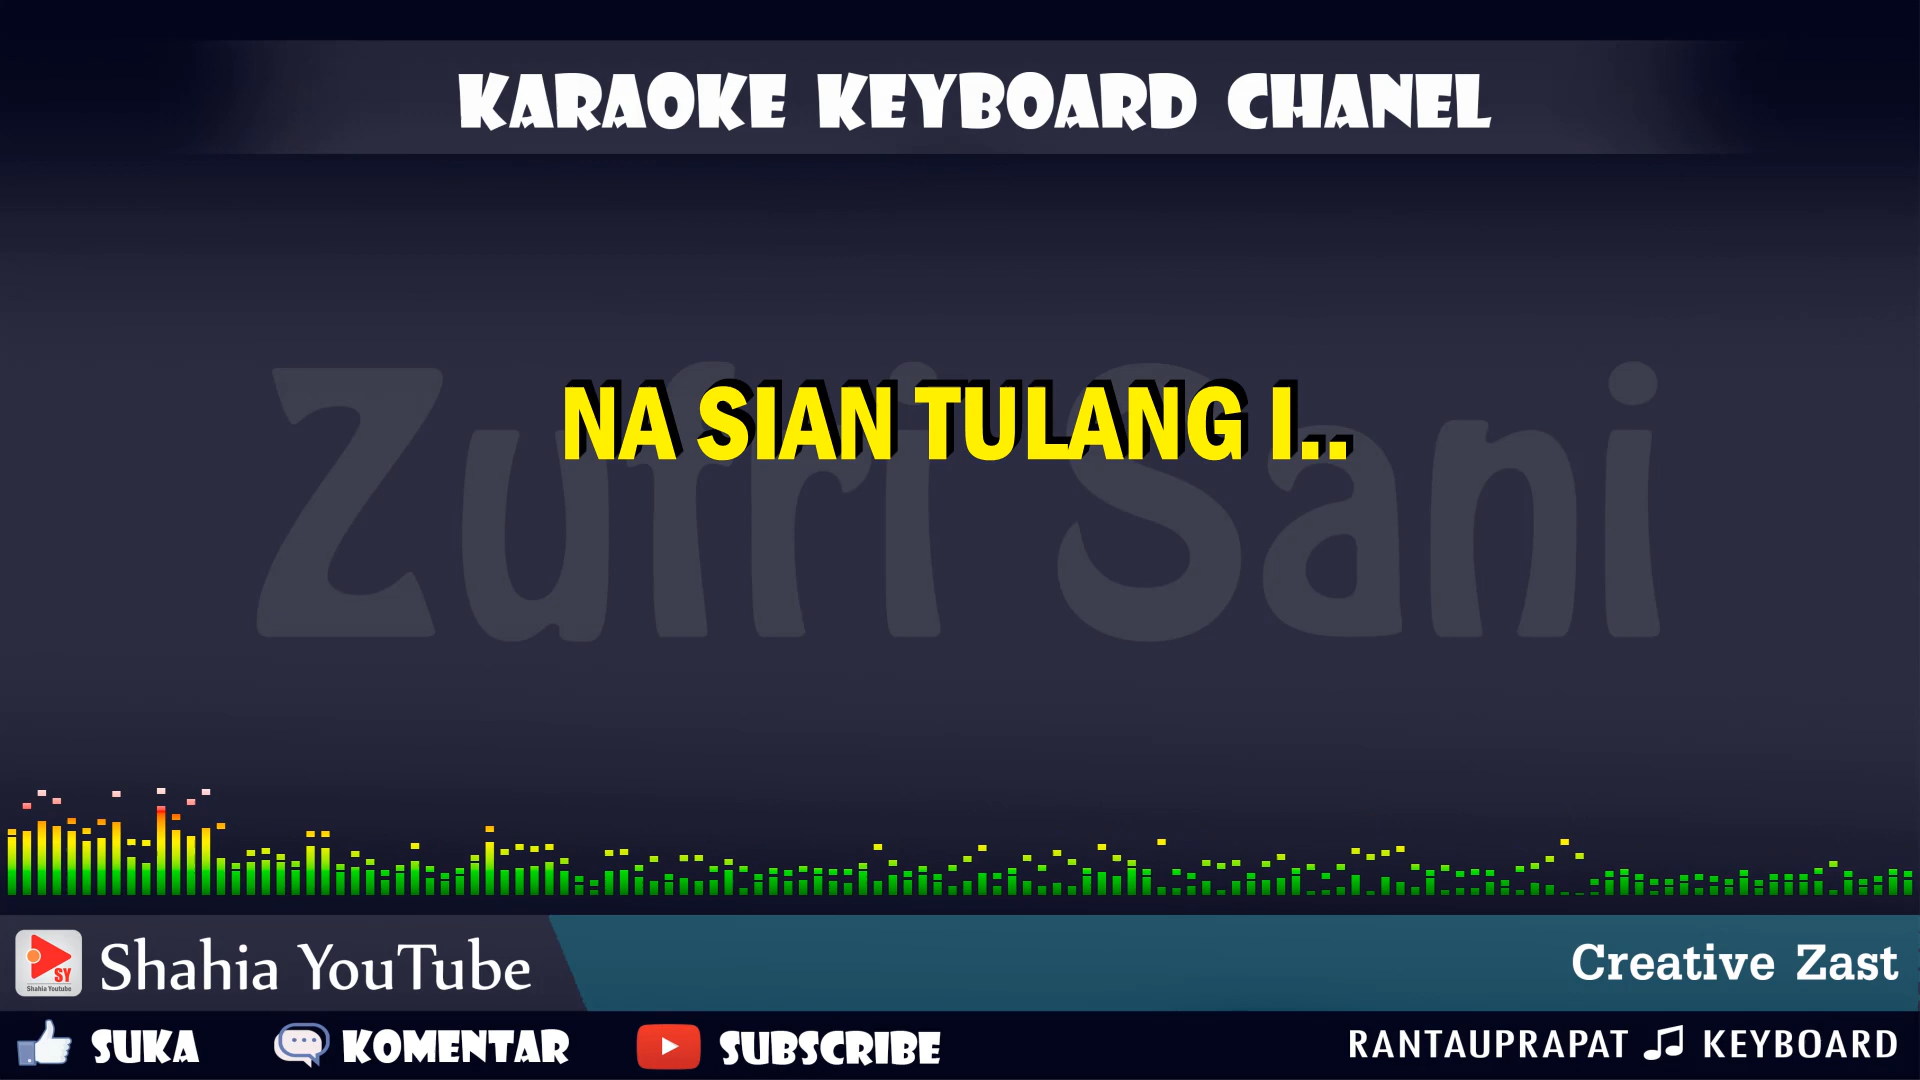 KARAOKE KEYBOARD CHANEL
Zufri Sani
NA SIAN TULANG I..
SY
Shahia Youtube
Shahia YouTube
Creative Zast
SUKA
KOMENTAR
SUBSCRIBE
RANTAUPRAPAT KEYBOARD